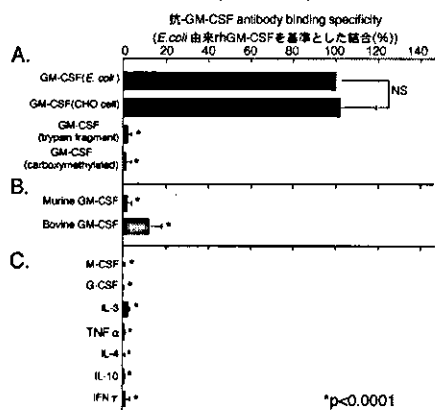 抗-GM-CSF antibody binding specificity
(E.coli 由来rhGM-CSFを基準とした結合(%))
0 20 40 60 80 100 120 140
A.
GM-CSF(E. coli)
GM-CSF(CHO cell)
NS
GM-CSF
(trypsin fragment) *
GM-CSF
(carboxymethylated) *
B.
Murine GM-CSF *
Bovine GM-CSF *
C.
M-CSF *
G-CSF *
IL-3 *
TNF α *
IL-4 *
IL-10 *
IFN γ *
*p<0.0001